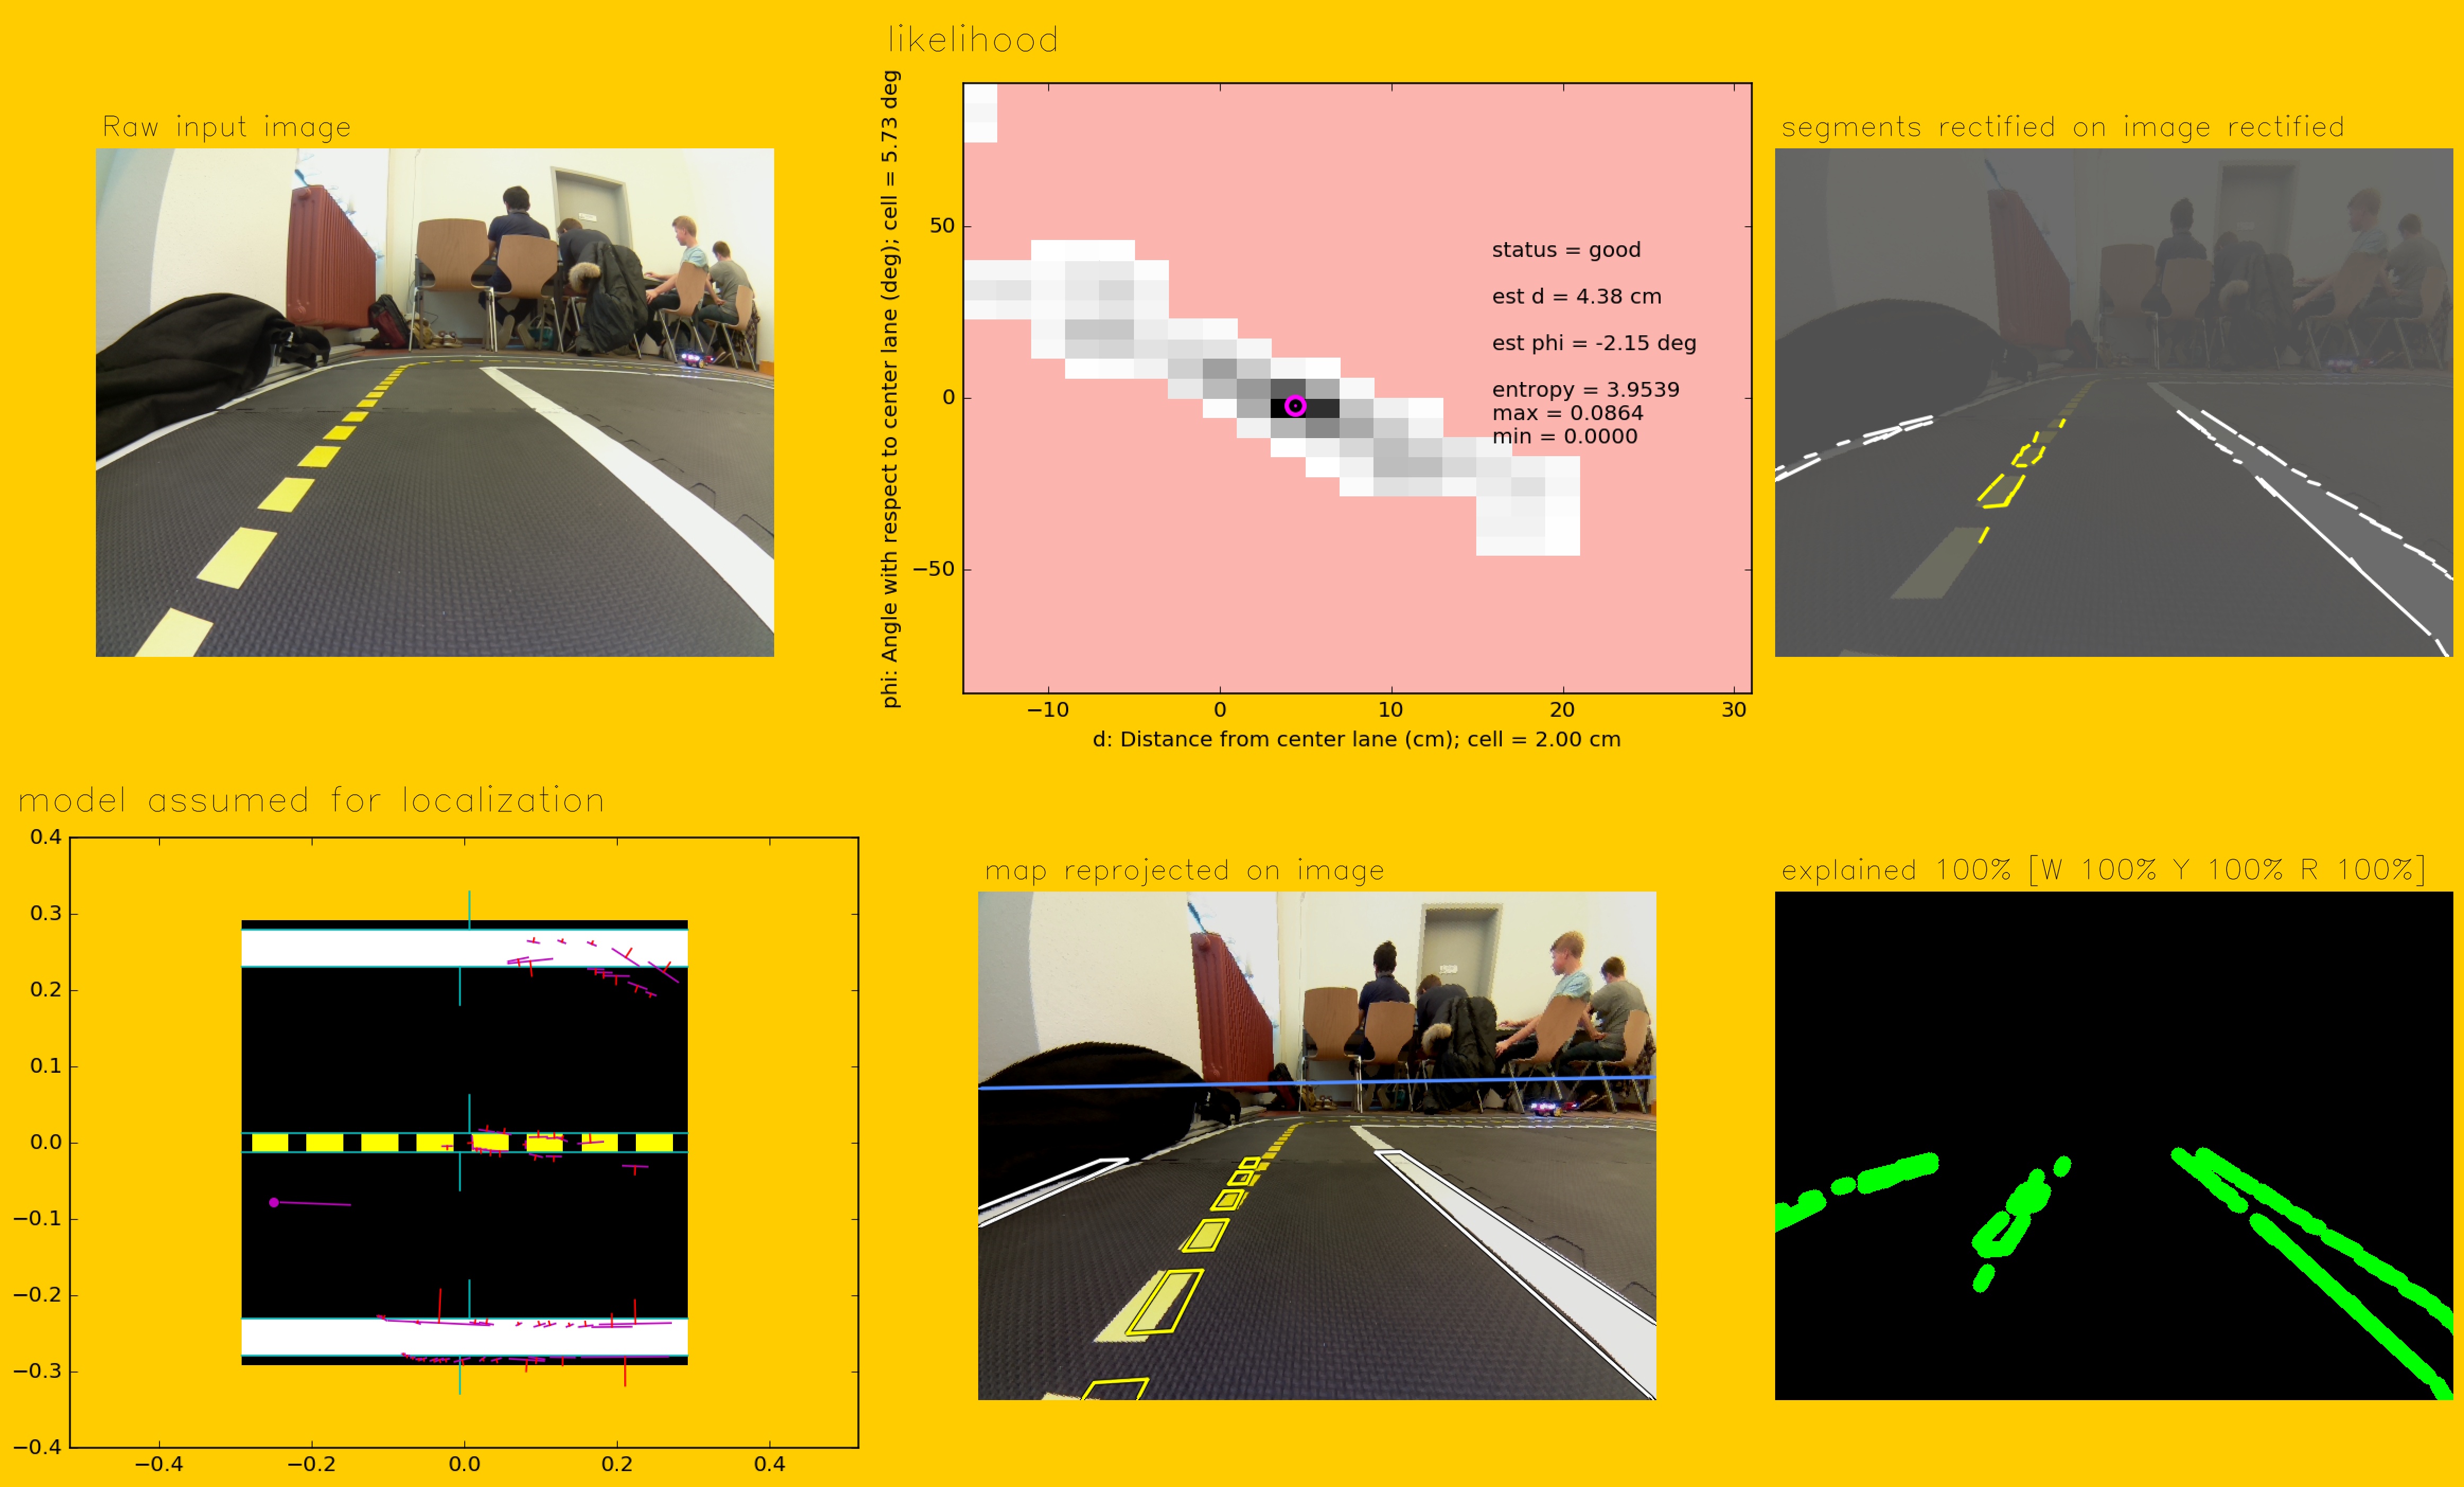 likelihood
Raw input image
segments rectified on image rectified
phi: Angle with respect to center lane (deg); cell = 5.73 deg
50
0
−50
status = good
est d = 4.38 cm
est phi = -2.15 deg
entropy = 3.9539
max = 0.0864
min = 0.0000
−10 0 10 20 30
d: Distance from center lane (cm); cell = 2.00 cm
model assumed for localization
0.4
0.3
0.2
0.1
0.0
−0.1
−0.2
−0.3
−0.4
−0.4 −0.2 0.0 0.2 0.4
map reprojected on image
explained 100% [W 100% Y 100% R 100%]